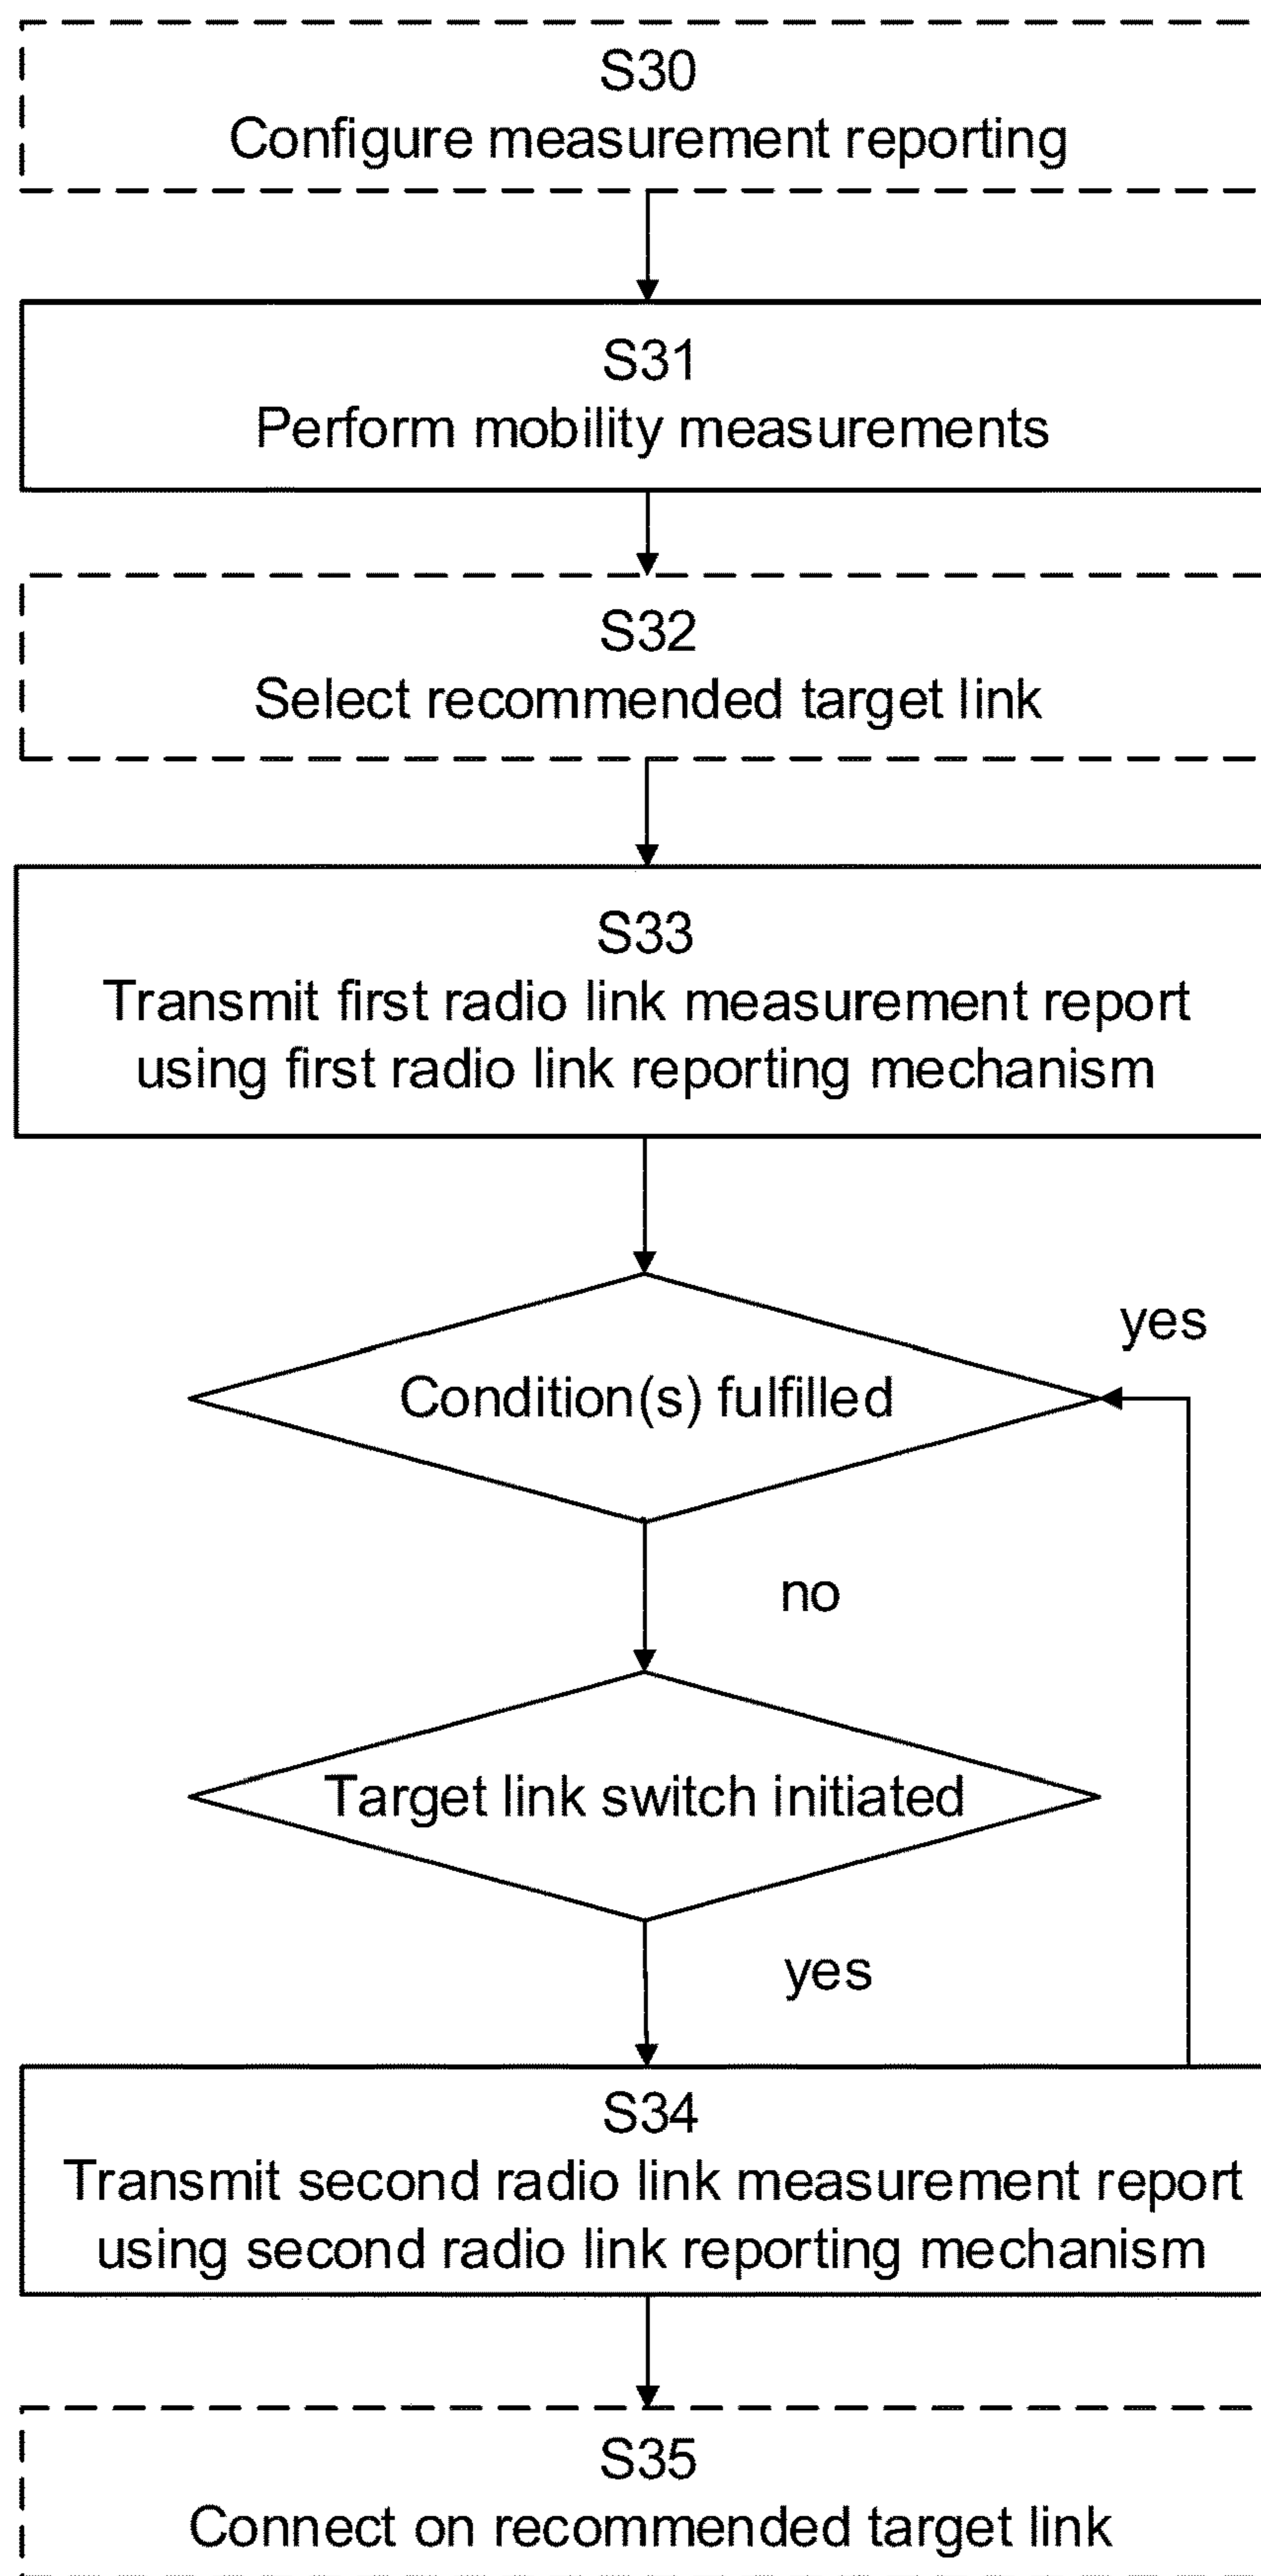 S30
Configure measurement reporting
S31
Perform mobility measurements
S32
Select recommended target link
S33
Transmit first radio link measurement report
using first radio link reporting mechanism
yes
Condition(s) fulfilled
no
Target link switch initiated
yes
S34
Transmit second radio link measurement report
using second radio link reporting mechanism
S35
Connect on recommended target link